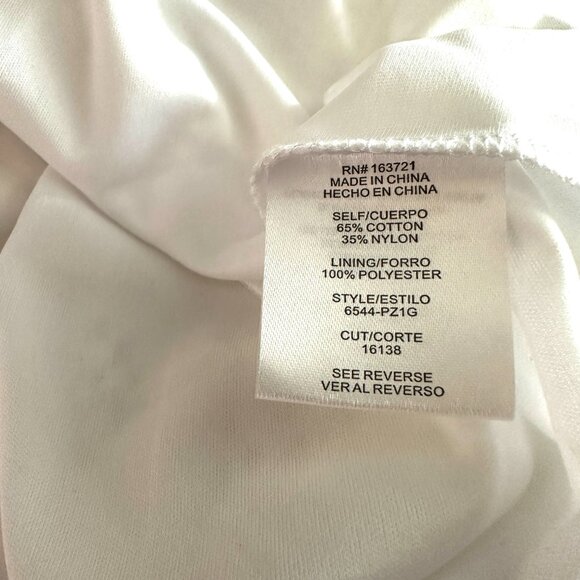 RN# 163721
MADE IN CHINA
HECHO EN CHINA
SELF/CUERPO
65% COTTON
35% NYLON
LINING/FORRO
100% POLYESTER
STYLE/ESTILO
6544-PZ1G
CUT/CORTE
16138
SEE REVERSE
VER AL REVERSO